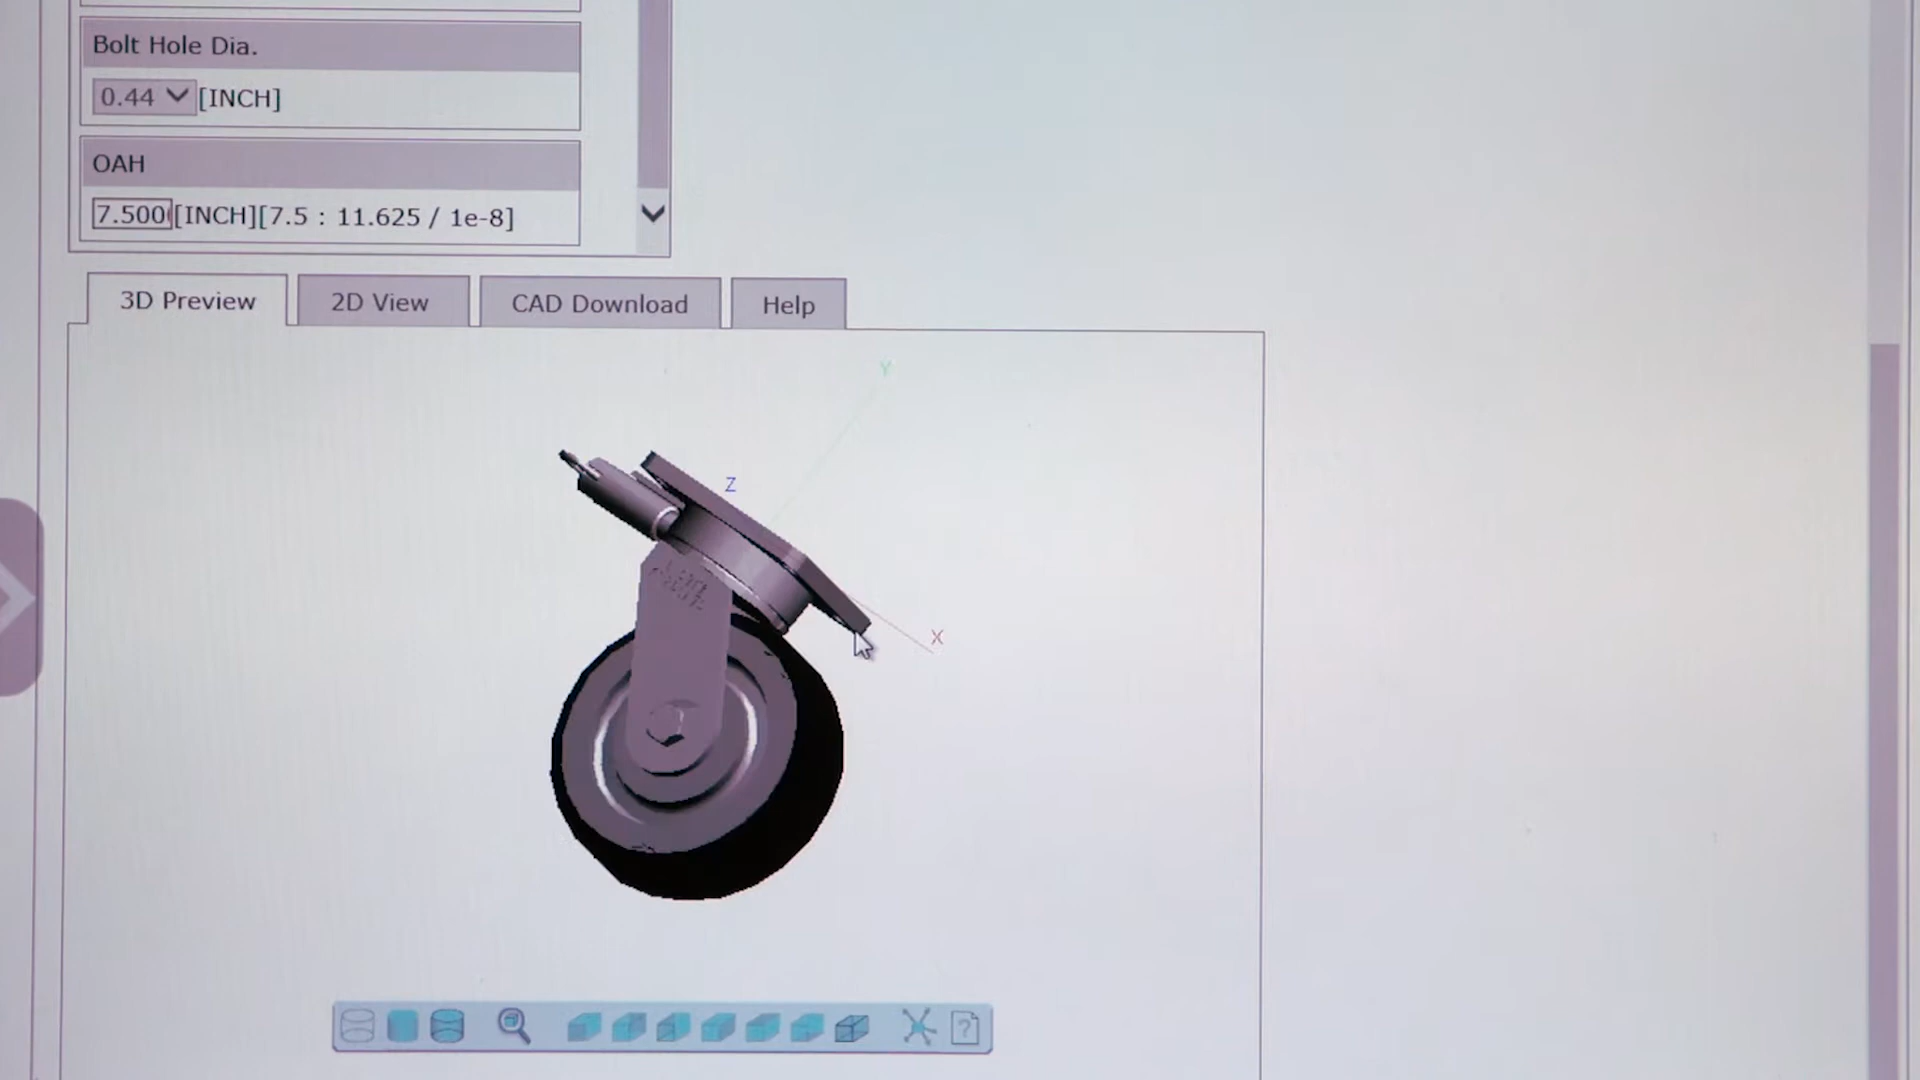 Bolt Hole Dia.
0.44 [INCH]
OAH
7.500 [INCH][7.5 : 11.625 / 1e-8]
3D Preview
2D View
CAD Download
Help
Y
Z
X
?